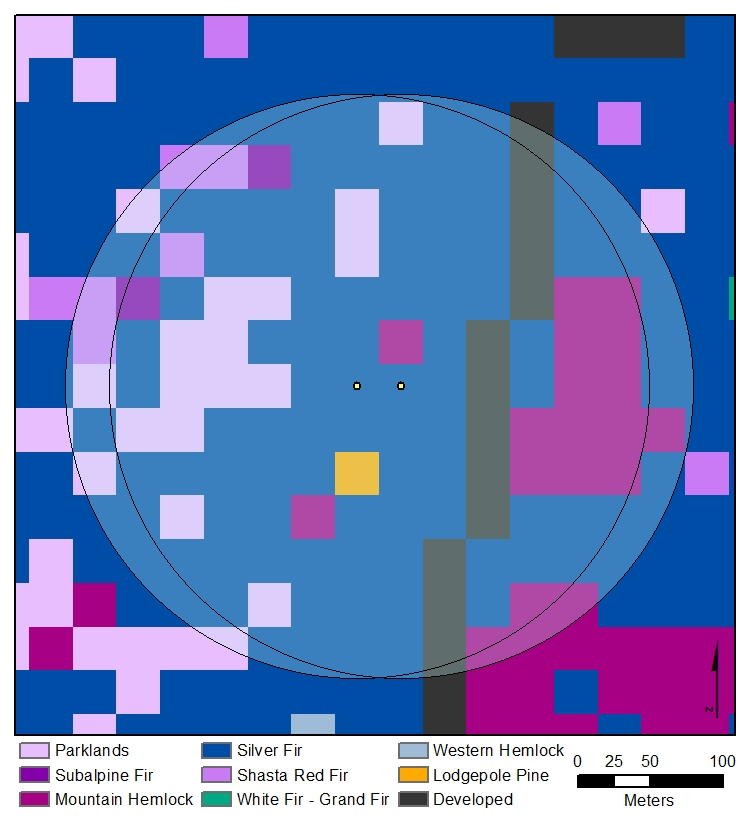 Parklands Silver Fir Western Hemlock 0 25 50 100
Subalpine Fir Shasta Red Fir Lodgepole Pine
Mountain Hemlock White Fir - Grand Fir Developed Meters
N